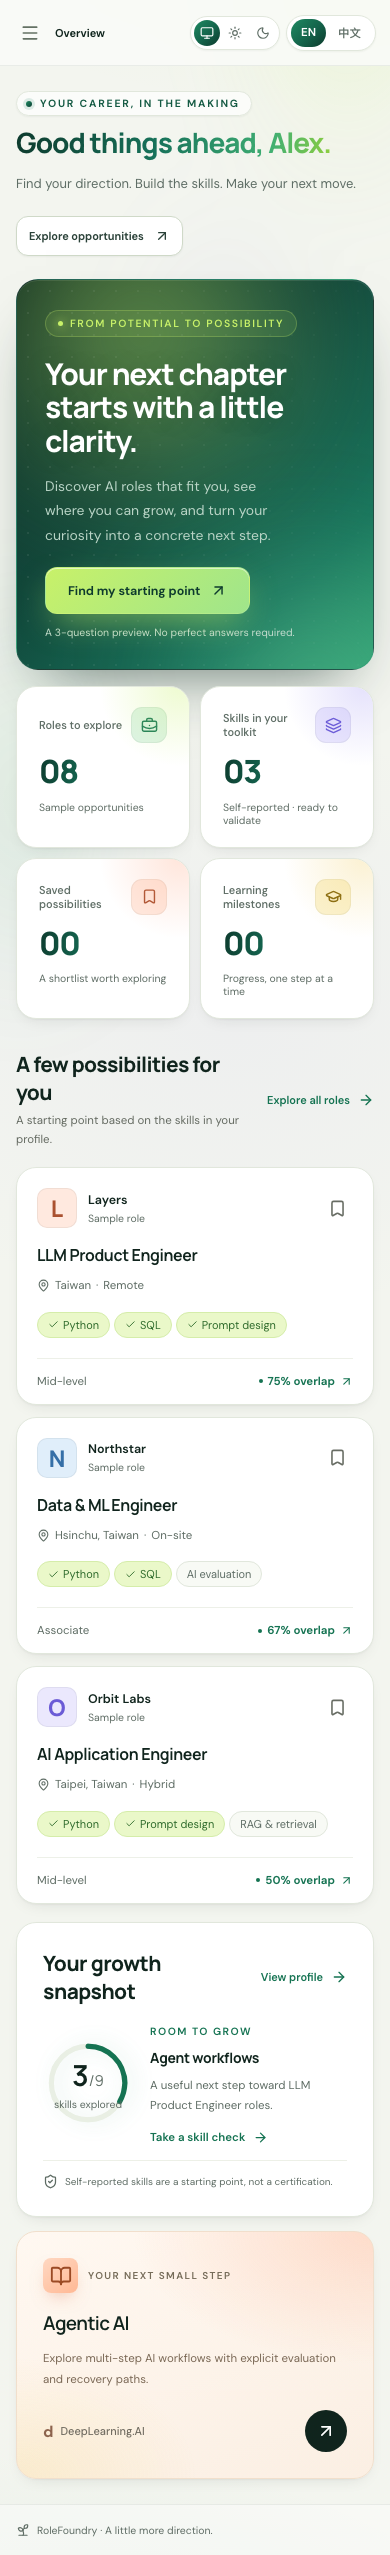 Overview
EN 中文
YOUR CAREER, IN THE MAKING
Good things ahead, Alex.
Find your direction. Build the skills. Make your next move.
Explore opportunities
FROM POTENTIAL TO POSSIBILITY
Your next chapter
starts with a little
clarity.
Discover AI roles that fit you, see
where you can grow, and turn your
curiosity into a concrete next step.
Find my starting point
A 3-question preview. No perfect answers required.
Roles to explore
08
Sample opportunities
Skills in your
toolkit
03
Self-reported · ready to
validate
Saved
possibilities
00
A shortlist worth exploring
Learning
milestones
00
Progress, one step at a
time
A few possibilities for
you
A starting point based on the skills in your
profile.
Explore all roles
L
Layers
Sample role
LLM Product Engineer
Taiwan · Remote
Python
SQL
Prompt design
Mid-level
75% overlap
N
Northstar
Sample role
Data & ML Engineer
Hsinchu, Taiwan · On-site
Python
SQL
AI evaluation
Associate
67% overlap
O
Orbit Labs
Sample role
AI Application Engineer
Taipei, Taiwan · Hybrid
Python
Prompt design
RAG & retrieval
Mid-level
50% overlap
Your growth
snapshot
View profile
3/9
skills explored
ROOM TO GROW
Agent workflows
A useful next step toward LLM
Product Engineer roles.
Take a skill check
Self-reported skills are a starting point, not a certification.
YOUR NEXT SMALL STEP
Agentic AI
Explore multi-step AI workflows with explicit evaluation
and recovery paths.
d DeepLearning.AI
RoleFoundry · A little more direction.